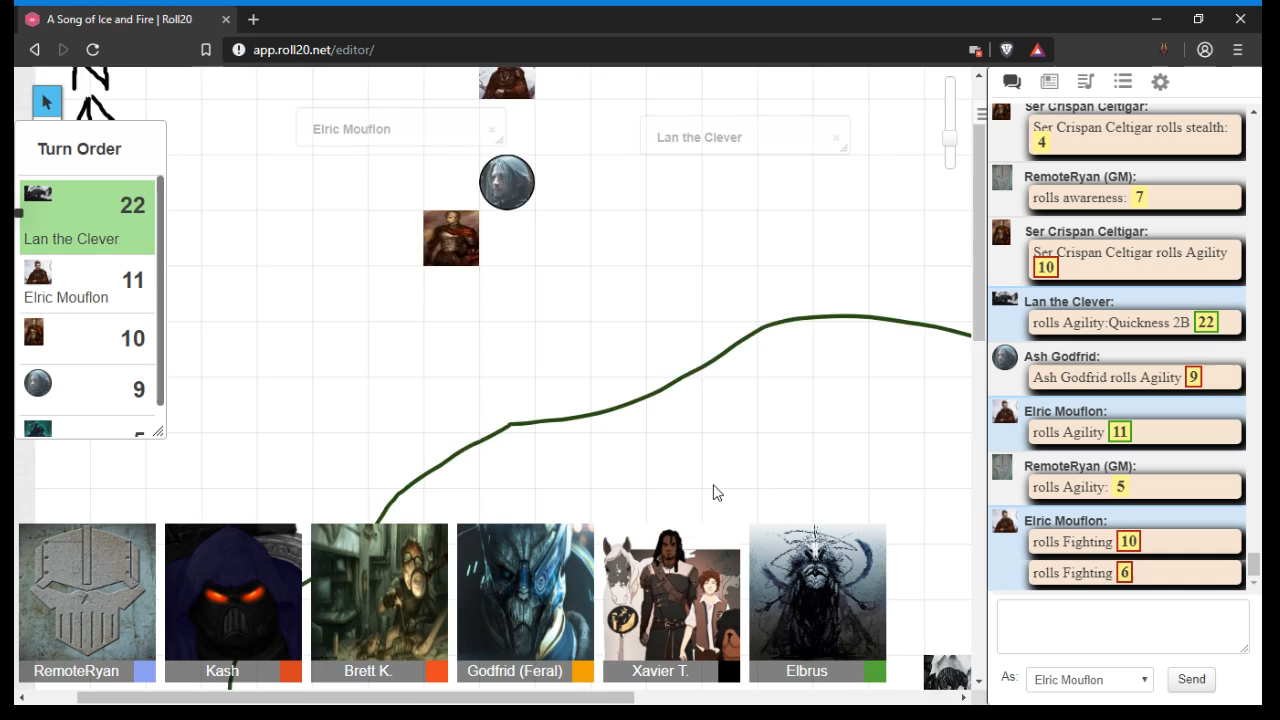 A Song of Ice and Fire | Roll20
app.roll20.net/editor/
N
Elric Mouflon
Lan the Clever
Turn Order
22
Lan the Clever
11
Elric Mouflon
10
9
Ser Crispan Celtigar:
Ser Crispan Celtigar rolls stealth:
4
RemoteRyan (GM):
rolls awareness: 7
Ser Crispan Celtigar:
Ser Crispan Celtigar rolls Agility
10
Lan the Clever:
rolls Agility:Quickness 2B 22
Ash Godfrid:
Ash Godfrid rolls Agility 9
Elric Mouflon:
rolls Agility 11
RemoteRyan (GM):
rolls Agility: 5
Elric Mouflon:
rolls Fighting 10
rolls Fighting 6
As: Elric Mouflon Send
RemoteRyan
Kash
Brett K.
Godfrid (Feral)
Xavier T.
Elbrus